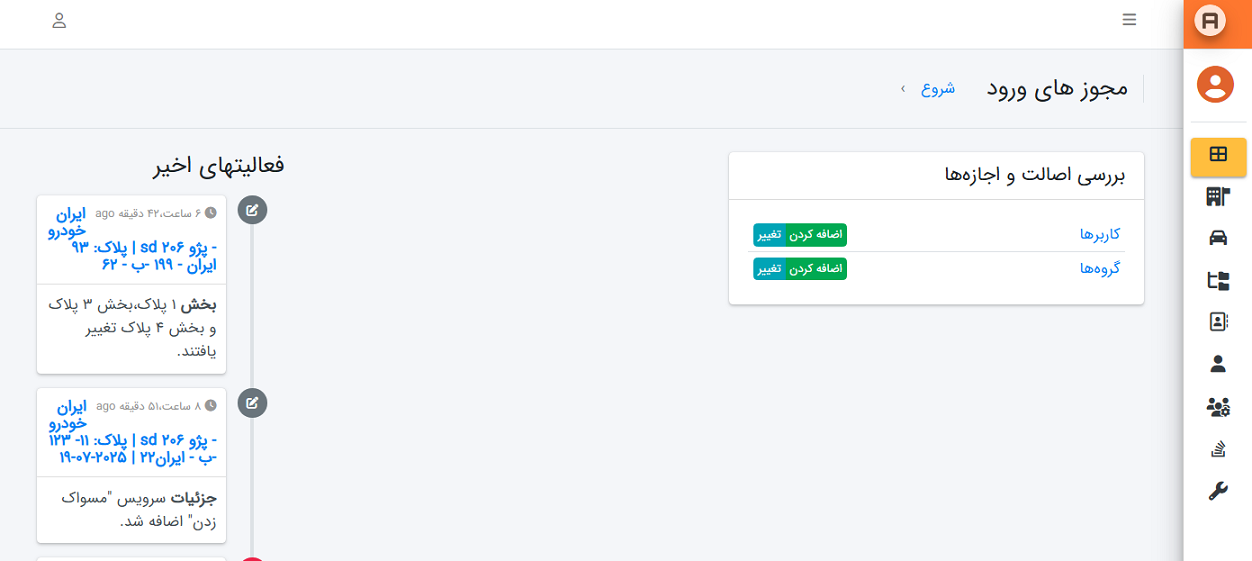 A
مجوز های ورود
شروع ›
بررسی اصالت و اجازه‌ها
کاربرها
اضافه کردن تغییر
گروه‌ها
اضافه کردن تغییر
فعالیتهای اخیر
۶ ساعت،۴۲ دقیقه ago
ایران
خودرو
- پژو ۲۰۶ sd | پلاک: ۹۳
ایران - ۱۹۹ -ب - ۶۲
بخش ۱ پلاک،بخش ۳ پلاک
و بخش ۴ پلاک تغییر
یافتند.
۸ ساعت،۵۱ دقیقه ago
ایران
خودرو
- پژو ۲۰۶ sd | پلاک: ۱۱- ۱۲۳
-ب - ایران۲۲ | ۲۰۲۵-۰۷-۱۹
جزئیات سرویس "مسواک
زدن" اضافه شد.